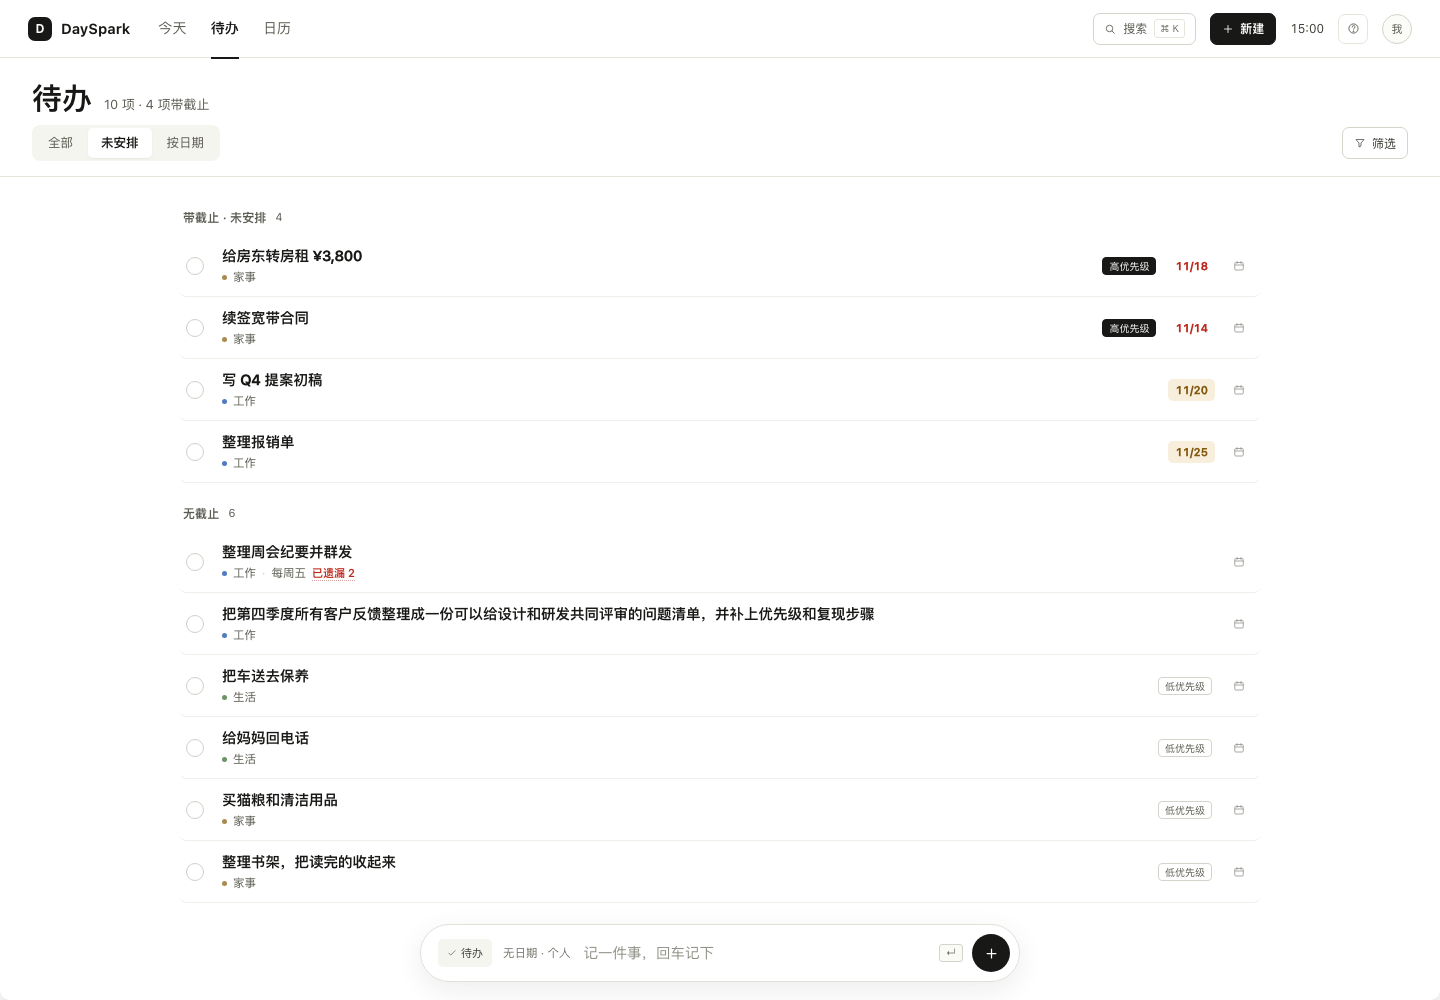 D DaySpark 今天 待办 日历 搜索 ⌘ K + 新建 15:00 我
待办 10 项 · 4 项带截止
全部 未安排 按日期 筛选
带截止 · 未安排 4
给房东转房租 ¥3,800
家事
高优先级 11/18
续签宽带合同
家事
高优先级 11/14
写 Q4 提案初稿
工作
11/20
整理报销单
工作
11/25
无截止 6
整理周会纪要并群发
工作 · 每周五 已遗漏 2
把第四季度所有客户反馈整理成一份可以给设计和研发共同评审的问题清单，并补上优先级和复现步骤
工作
把车送去保养
生活
低优先级
给妈妈回电话
生活
低优先级
买猫粮和清洁用品
家事
低优先级
整理书架，把读完的收起来
家事
低优先级
待办 无日期 · 个人 记一件事，回车记下